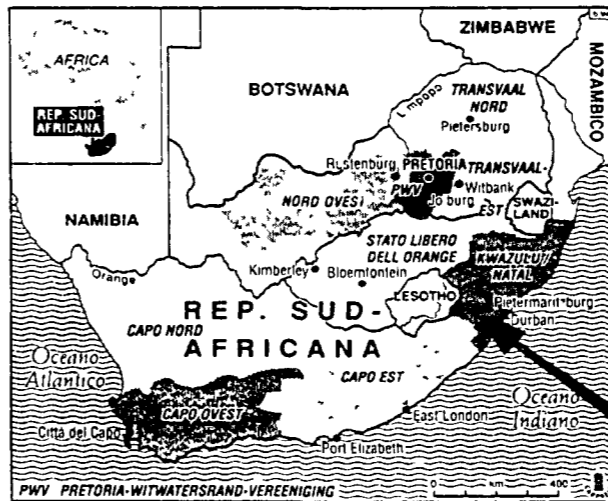 AFRICA
REP. SUD-
AFRICANA
ZIMBABWE
MOZAMBICO
BOTSWANA
Limpopo
TRANSVAAL
NORD
Pietersburg
Rustenburg
PRETORIA
TRANSVAAL-
EST
PWV
Witbank
Jo'burg
NORD OVEST
SWAZI-
LAND
NAMIBIA
STATO LIBERO
DELL ORANGE
KWAZULU/
NATAL
Orange
Kimberley
Bloemfontein
LESOTHO
Pietermaritzburg
Durban
REP. SUD-
AFRICANA
CAPO NORD
Oceano
Atlantico
CAPO EST
CAPO OVEST
Oceano
Indiano
East London
Città del Capo
Port Elizabeth
PWV PRETORIA-WITWATERSRAND-VEREENIGING
0 km 400